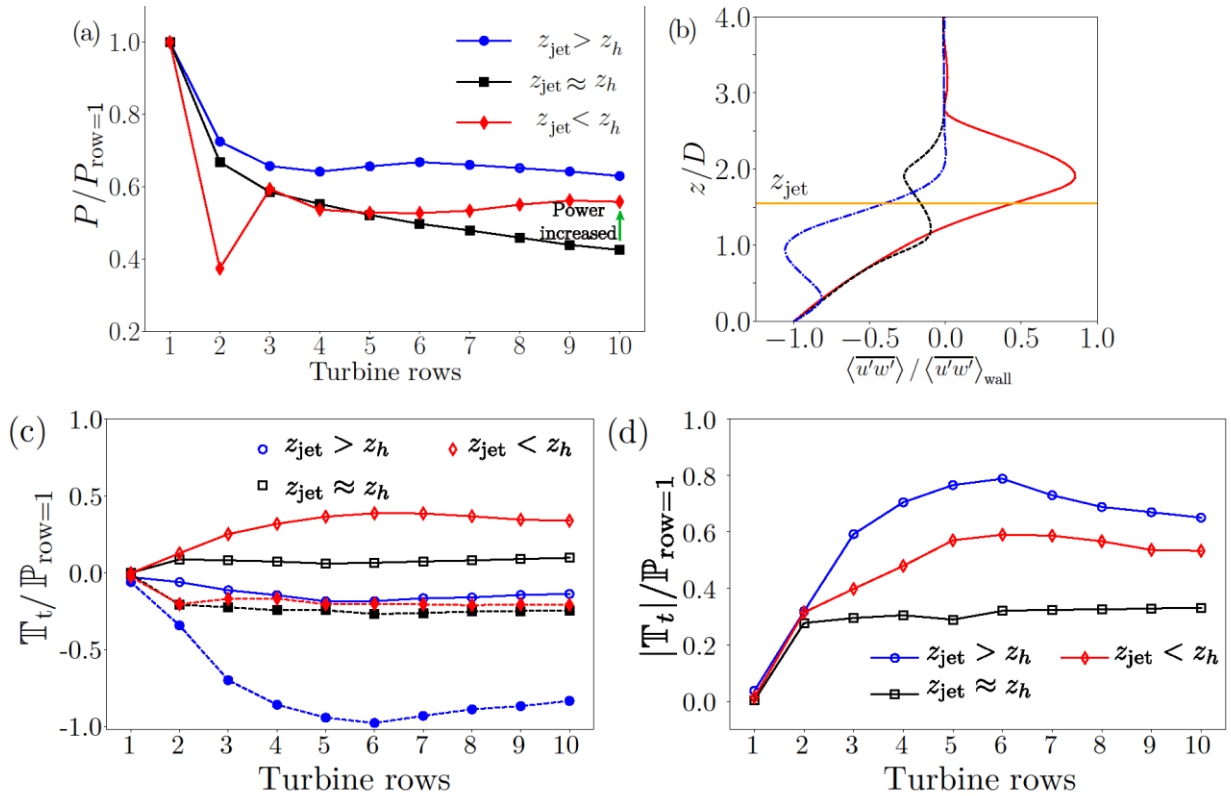 (a)
P/P_row=1
1.0
0.8
0.6
0.4
0.2
z_jet > z_h
z_jet ≈ z_h
z_jet < z_h
Power
increased
1 2 3 4 5 6 7 8 9 10
Turbine rows
(b)
z/D
4.0
3.0
2.0
1.0
0.0
z_jet
−1.0 −0.5 0.0 0.5 1.0
⟨u′w′⟩/⟨u′w′⟩_wall
(c)
𝕋_t/ℙ_row=1
1.0
0.5
0.0
-0.5
-1.0
z_jet > z_h z_jet < z_h
z_jet ≈ z_h
1 2 3 4 5 6 7 8 9 10
Turbine rows
(d)
|𝕋_t|/ℙ_row=1
1.0
0.8
0.6
0.4
0.2
0.0
z_jet > z_h z_jet < z_h
z_jet ≈ z_h
1 2 3 4 5 6 7 8 9 10
Turbine rows